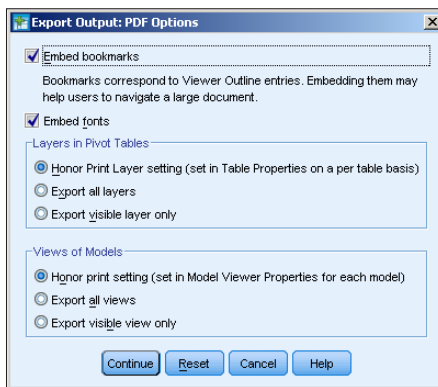 Export Output: PDF Options
Embed bookmarks
Bookmarks correspond to Viewer Outline entries. Embedding them may
help users to navigate a large document.
Embed fonts
Layers in Pivot Tables
Honor Print Layer setting (set in Table Properties on a per table basis)
Export all layers
Export visible layer only
Views of Models
Honor print setting (set in Model Viewer Properties for each model)
Export all views
Export visible view only
Continue Reset Cancel Help